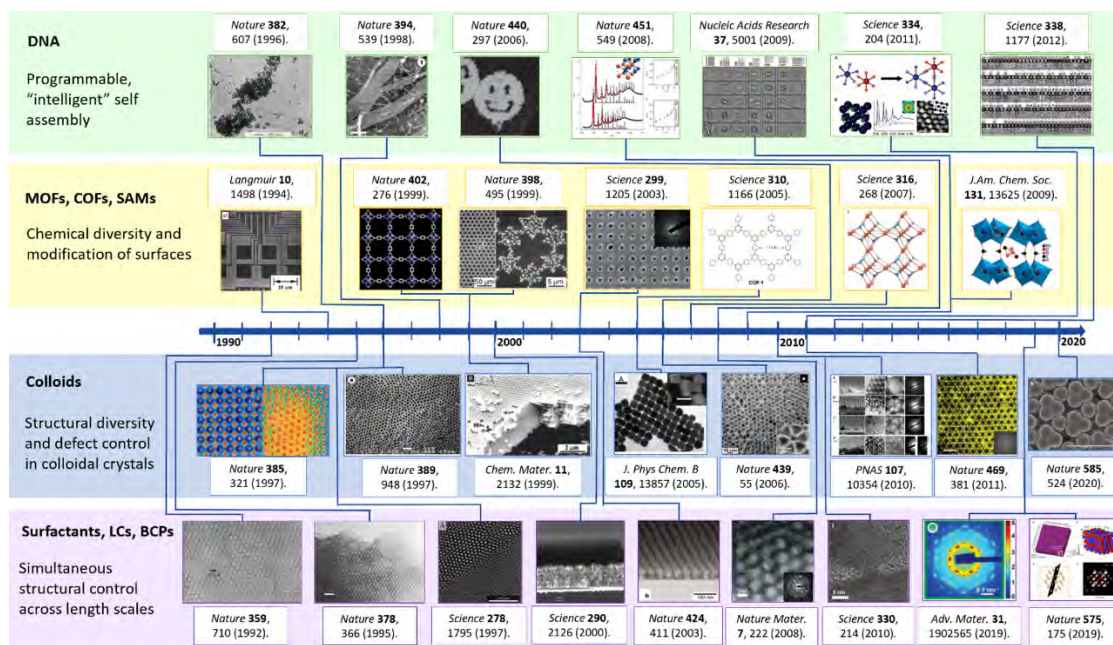 DNA
Programmable,
"intelligent" self
assembly
Nature 382,
607 (1996).
Nature 394,
539 (1998).
Nature 440,
297 (2006).
Nature 451,
549 (2008).
Nucleic Acids Research
37, 5001 (2009).
Science 334,
204 (2011).
Science 338,
1177 (2012).
MOFs, COFs, SAMs
Chemical diversity and
modification of surfaces
Langmuir 10,
1498 (1994).
Nature 402,
276 (1999).
Nature 398,
495 (1999).
50 μm
5 μm
Science 299,
1205 (2003).
Science 310,
1166 (2005).
COF-1
Science 316,
268 (2007).
J.Am. Chem. Soc.
131, 13625 (2009).
1990
2000
2010
2020
Colloids
Structural diversity
and defect control
in colloidal crystals
Nature 385,
321 (1997).
Nature 389,
948 (1997).
Chem. Mater. 11,
2132 (1999).
J. Phys Chem. B
109, 13857 (2005).
Nature 439,
55 (2006).
PNAS 107,
10354 (2010).
Nature 469,
381 (2011).
Nature 585,
524 (2020).
Surfactants, LCs, BCPs
Simultaneous
structural control
across length scales
Nature 359,
710 (1992).
Nature 378,
366 (1995).
Science 278,
1795 (1997).
Science 290,
2126 (2000).
b
100 nm
Nature 424,
411 (2003).
Nature Mater.
7, 222 (2008).
Science 330,
214 (2010).
Adv. Mater. 31,
1902565 (2019).
Nature 575,
175 (2019).